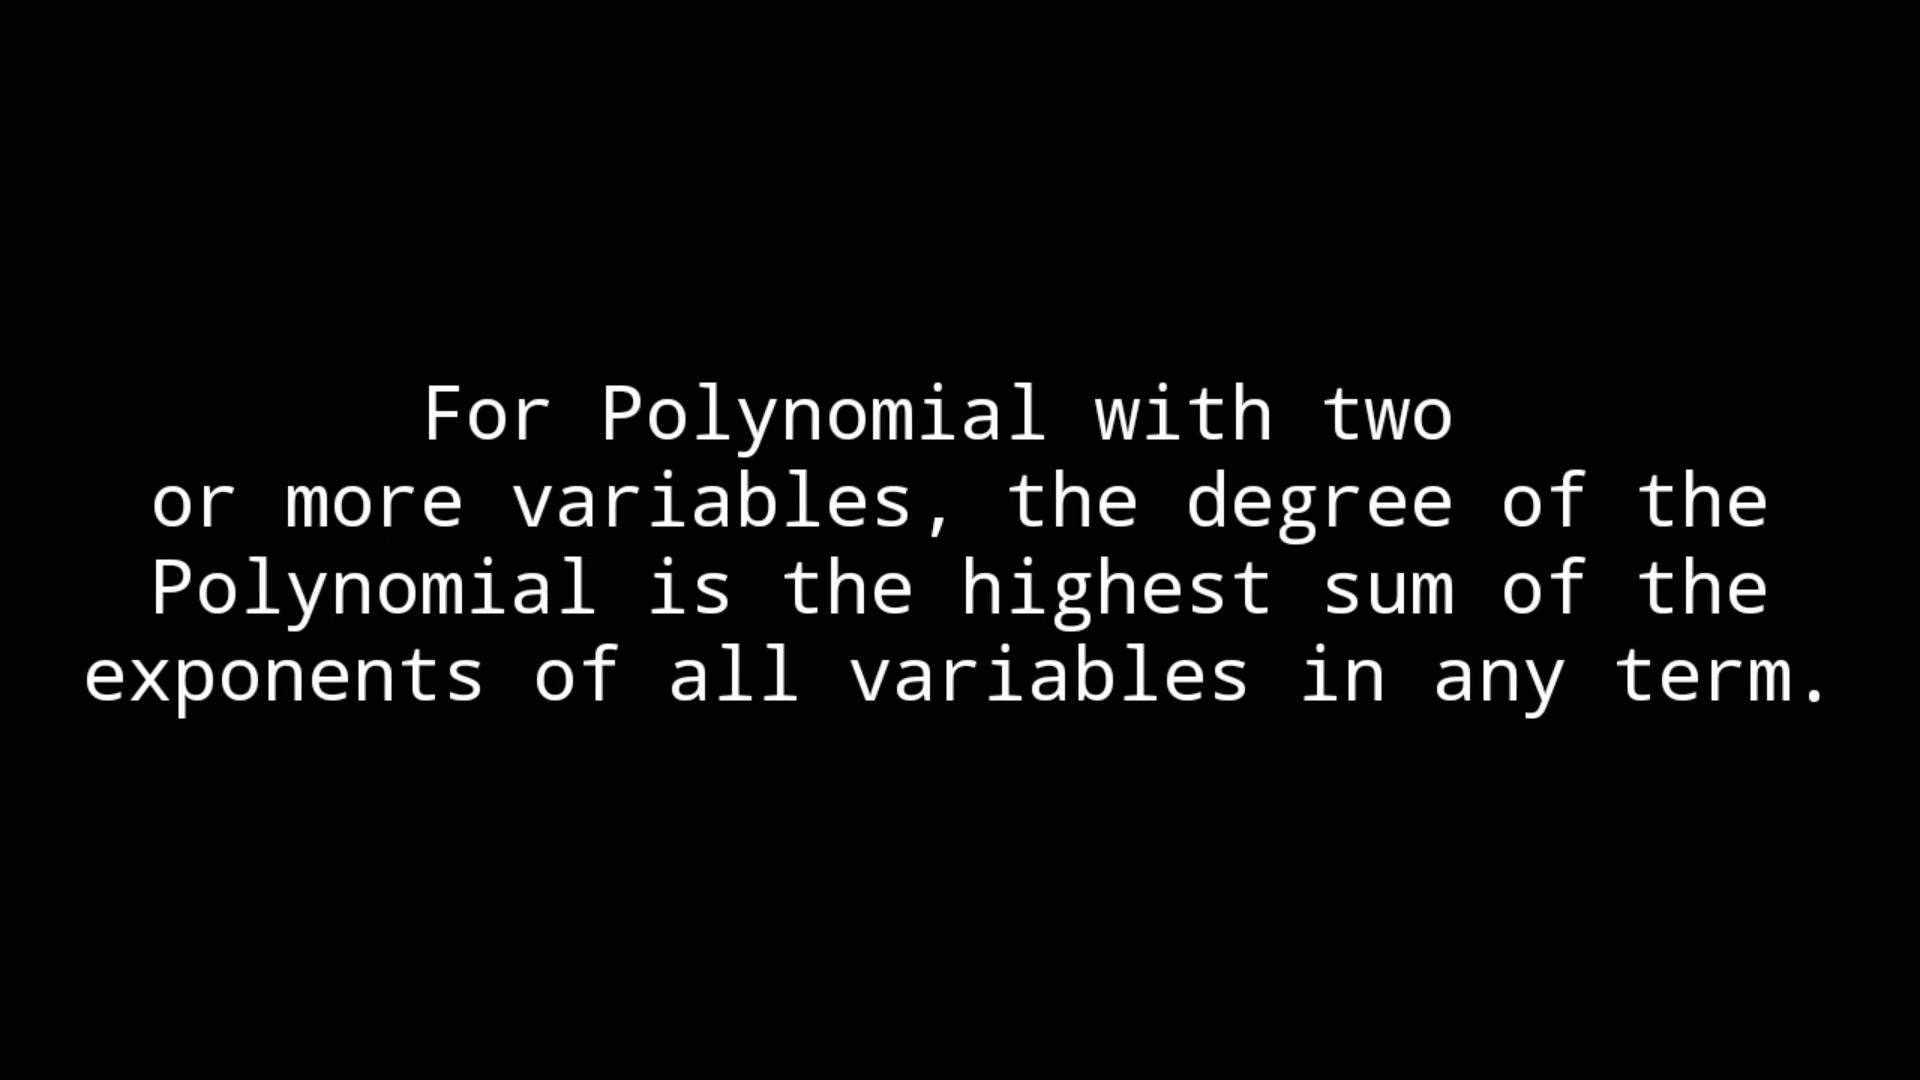 For Polynomial with two
or more variables, the degree of the
Polynomial is the highest sum of the
exponents of all variables in any term.